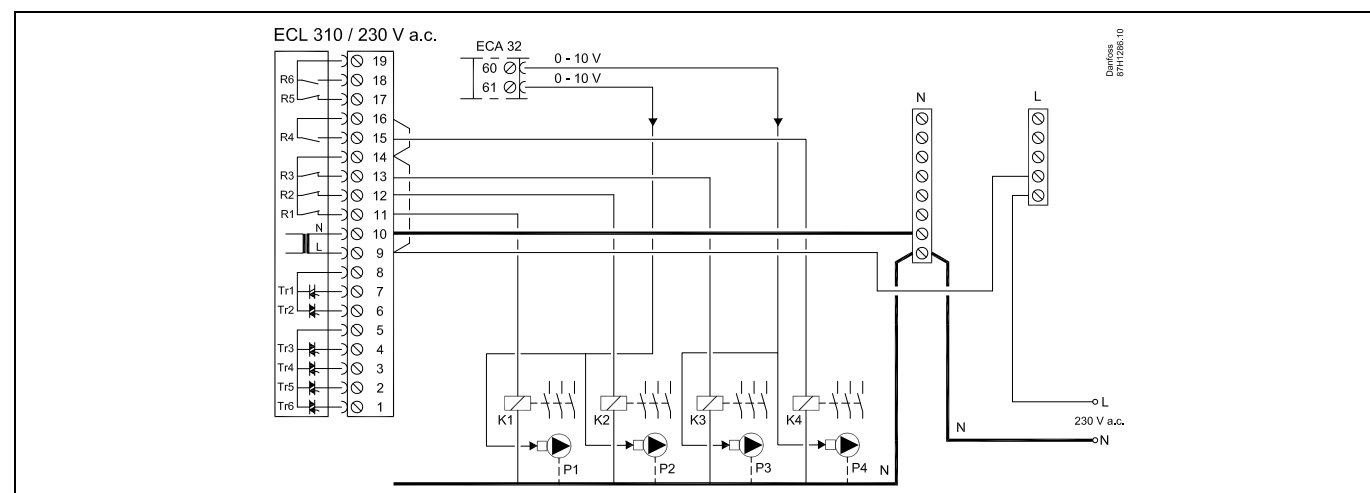 ECL 310 / 230 V a.c.
ECA 32
60
0 - 10 V
61
0 - 10 V
Danfoss
87H1286.10
N
L
19
R6 18
R5 17
16
R4 15
14
R3 13
R2 12
R1 11
N 10
L 9
8
Tr1 7
Tr2 6
5
Tr3 4
Tr4 3
Tr5 2
Tr6 1
K1 K2 K3 K4
P1 P2 P3 P4
N
N
L
230 V a.c.
N